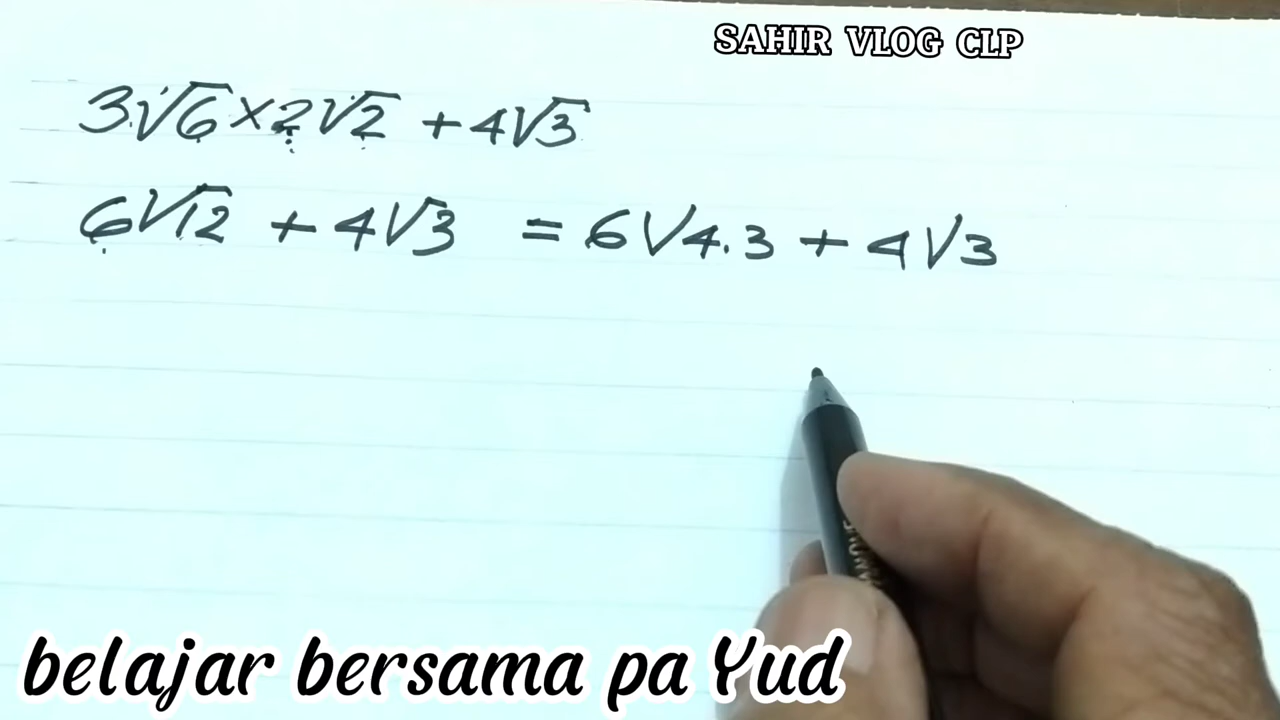 SAHIR VLOG CLP
3√6 × 2√2 + 4√3
6√12 + 4√3 = 6√4.3 + 4√3
belajar bersama pa Yud